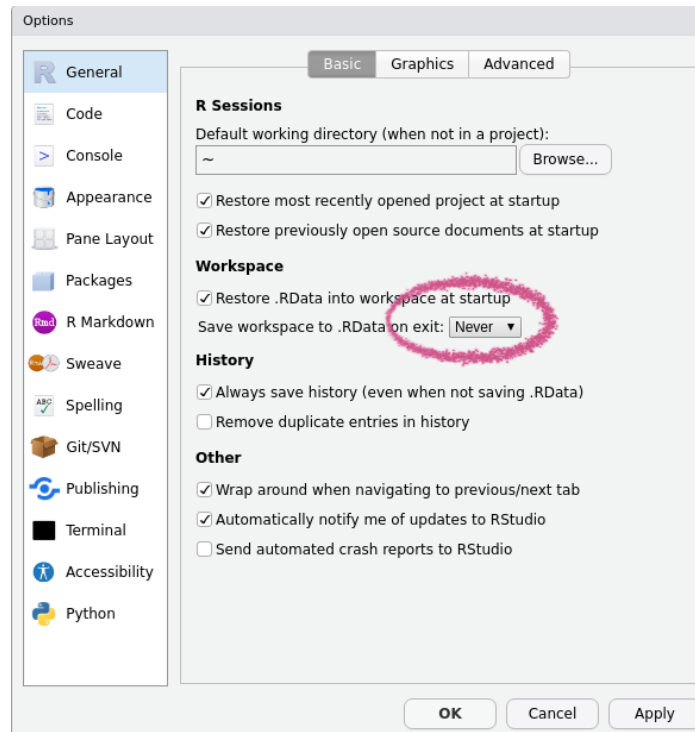 Options
General
Code
Console
Appearance
Pane Layout
Packages
Rmd R Markdown
Sweave
ABC Spelling
Git/SVN
Publishing
Terminal
Accessibility
Python
Basic Graphics Advanced
R Sessions
Default working directory (when not in a project):
~ Browse...
Restore most recently opened project at startup
Restore previously open source documents at startup
Workspace
Restore .RData into workspace at startup
Save workspace to .RData on exit: Never
History
Always save history (even when not saving .RData)
Remove duplicate entries in history
Other
Wrap around when navigating to previous/next tab
Automatically notify me of updates to RStudio
Send automated crash reports to RStudio
OK Cancel Apply